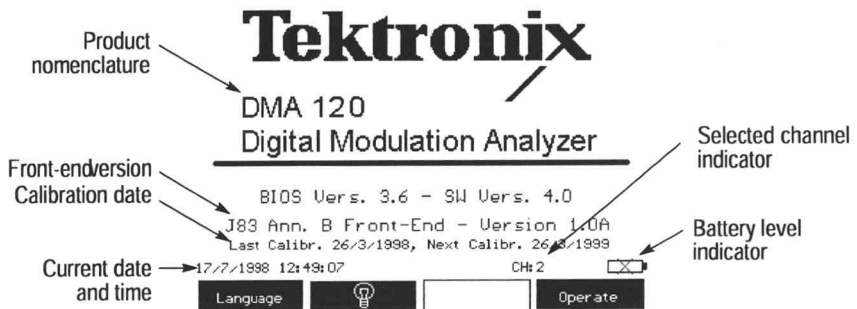 Tektronix
Product
nomenclature
DMA 120
Digital Modulation Analyzer
Selected channel
indicator
Front-endversion
Calibration date
BIOS Vers. 3.6 - SW Vers. 4.0
J83 Ann. B Front-End - Version 1.0A
Last Calibr. 26/3/1998, Next Calibr. 26/3/1999
Battery level
indicator
Current date
and time
17/7/1998 12:49:07
CH:2
Language
Operate